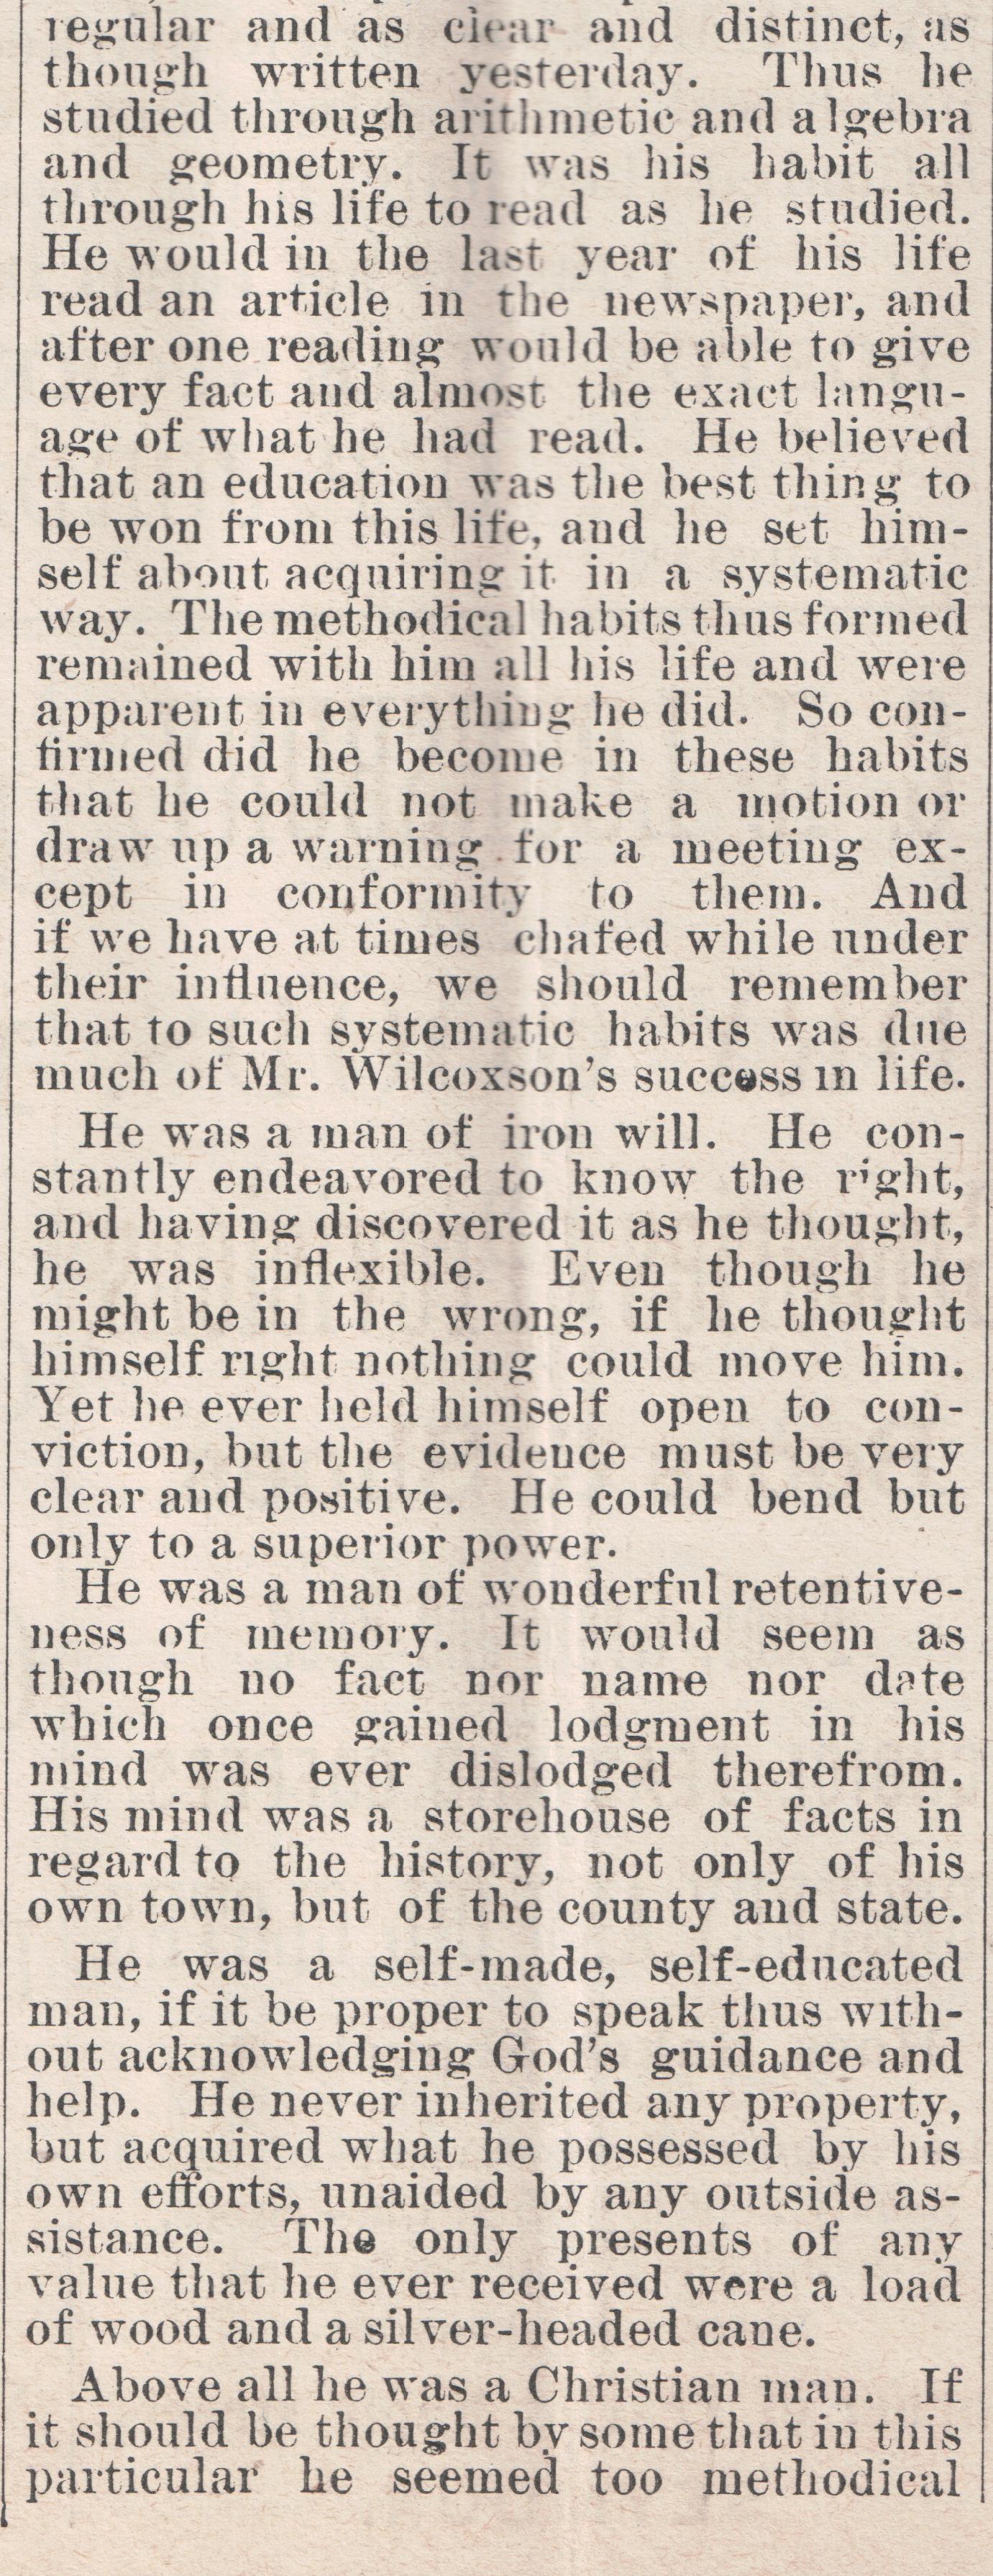 regular and as clear and distinct, as
though written yesterday. Thus he
studied through arithmetic and algebra
and geometry. It was his habit all
through his life to read as he studied.
He would in the last year of his life
read an article in the newspaper, and
after one reading would be able to give
every fact and almost the exact langu-
age of what he had read. He believed
that an education was the best thing to
be won from this life, and he set him-
self about acquiring it in a systematic
way. The methodical habits thus formed
remained with him all his life and were
apparent in everything he did. So con-
firmed did he become in these habits
that he could not make a motion or
draw up a warning for a meeting ex-
cept in conformity to them. And
if we have at times chafed while under
their influence, we should remember
that to such systematic habits was due
much of Mr. Wilcoxson's success in life.
He was a man of iron will. He con-
stantly endeavored to know the right,
and having discovered it as he thought,
he was inflexible. Even though he
might be in the wrong, if he thought
himself right nothing could move him.
Yet he ever held himself open to con-
viction, but the evidence must be very
clear and positive. He could bend but
only to a superior power.
He was a man of wonderful retentive-
ness of memory. It would seem as
though no fact nor name nor date
which once gained lodgment in his
mind was ever dislodged therefrom.
His mind was a storehouse of facts in
regard to the history, not only of his
own town, but of the county and state.
He was a self-made, self-educated
man, if it be proper to speak thus with-
out acknowledging God's guidance and
help. He never inherited any property,
but acquired what he possessed by his
own efforts, unaided by any outside as-
sistance. The only presents of any
value that he ever received were a load
of wood and a silver-headed cane.
Above all he was a Christian man. If
it should be thought by some that in this
particular he seemed too methodical